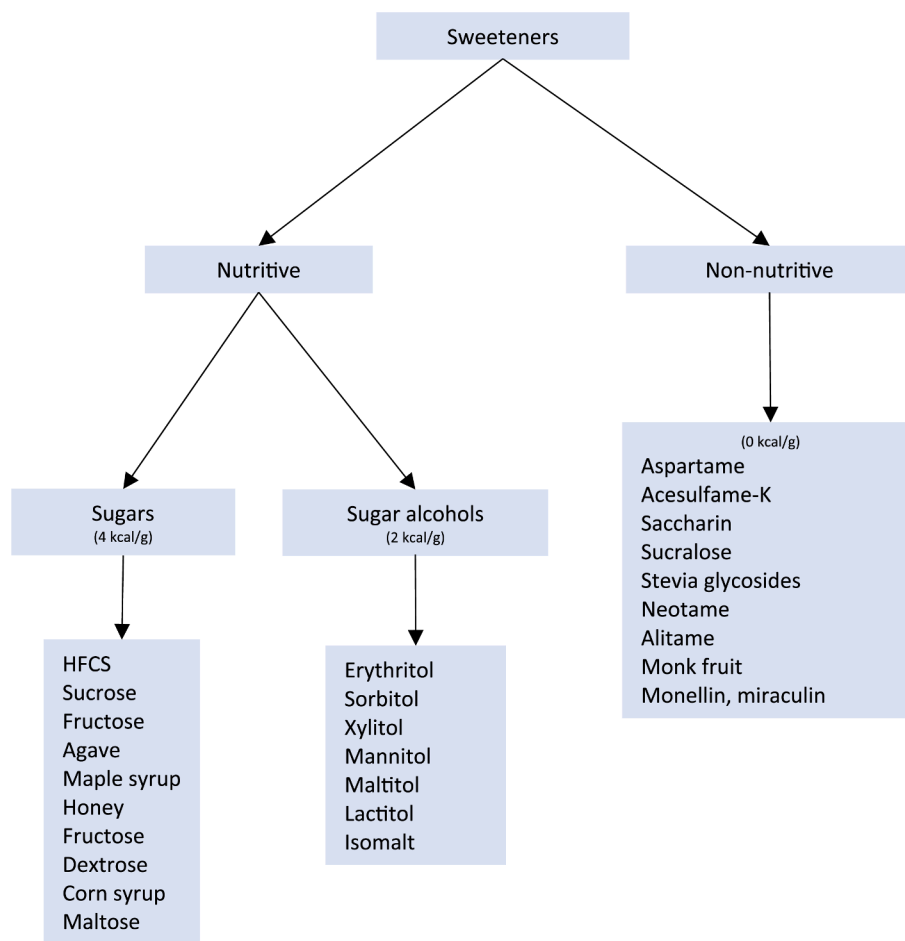 Sweeteners
Nutritive
Non-nutritive
Sugars
(4 kcal/g)
Sugar alcohols
(2 kcal/g)
(0 kcal/g)
Aspartame
Acesulfame-K
Saccharin
Sucralose
Stevia glycosides
Neotame
Alitame
Monk fruit
Monellin, miraculin
HFCS
Sucrose
Fructose
Agave
Maple syrup
Honey
Fructose
Dextrose
Corn syrup
Maltose
Erythritol
Sorbitol
Xylitol
Mannitol
Maltitol
Lactitol
Isomalt